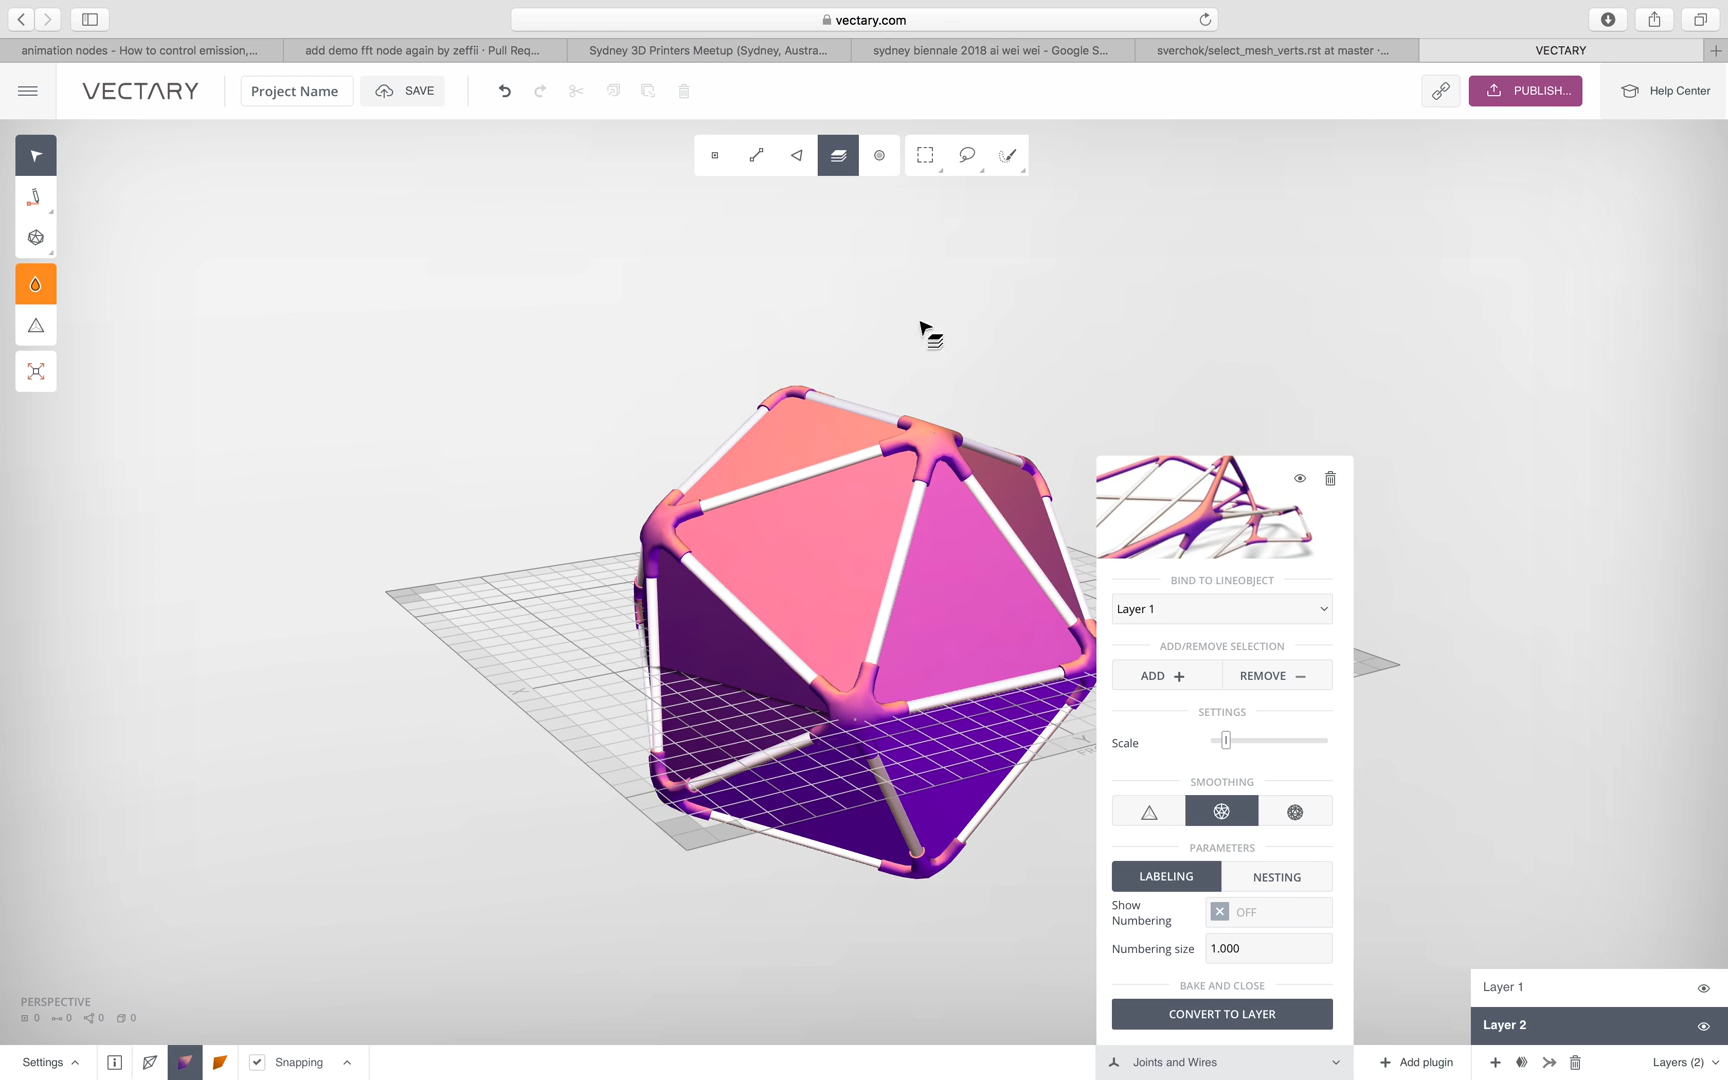 vectary.com
animation nodes - How to control emission,...
add demo fft node again by zeffii · Pull Req...
Sydney 3D Printers Meetup (Sydney, Austra...
sydney biennale 2018 ai wei wei - Google S...
sverchok/select_mesh_verts.rst at master ·...
VECTARY
VECTARY
Project Name
SAVE
PUBLISH...
Help Center
BIND TO LINEOBJECT
Layer 1
ADD/REMOVE SELECTION
ADD +
REMOVE −
SETTINGS
Scale
SMOOTHING
PARAMETERS
LABELING
NESTING
Show
Numbering
OFF
Numbering size
1.000
BAKE AND CLOSE
CONVERT TO LAYER
Layer 1
Layer 2
PERSPECTIVE
0 0 0 0
Settings
Snapping
Joints and Wires
+ Add plugin
Layers (2)